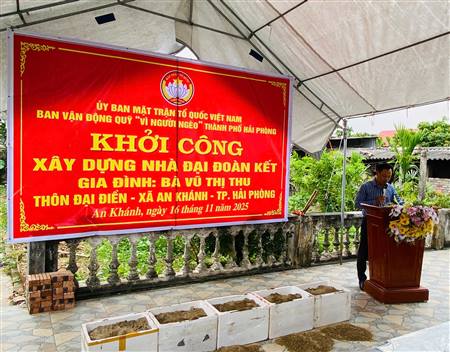 ỦY BAN MẶT TRẬN TỔ QUỐC VIỆT NAM
BAN VẬN ĐỘNG QUỸ "VÌ NGƯỜI NGHÈO" THÀNH PHỐ HẢI PHÒNG
KHỞI CÔNG
XÂY DỰNG NHÀ ĐẠI ĐOÀN KẾT
GIA ĐÌNH: BÀ VŨ THỊ THU
THÔN ĐẠI ĐIỀN - XÃ AN KHÁNH - TP. HẢI PHÒNG
An Khánh, ngày 16 tháng 11 năm 2025